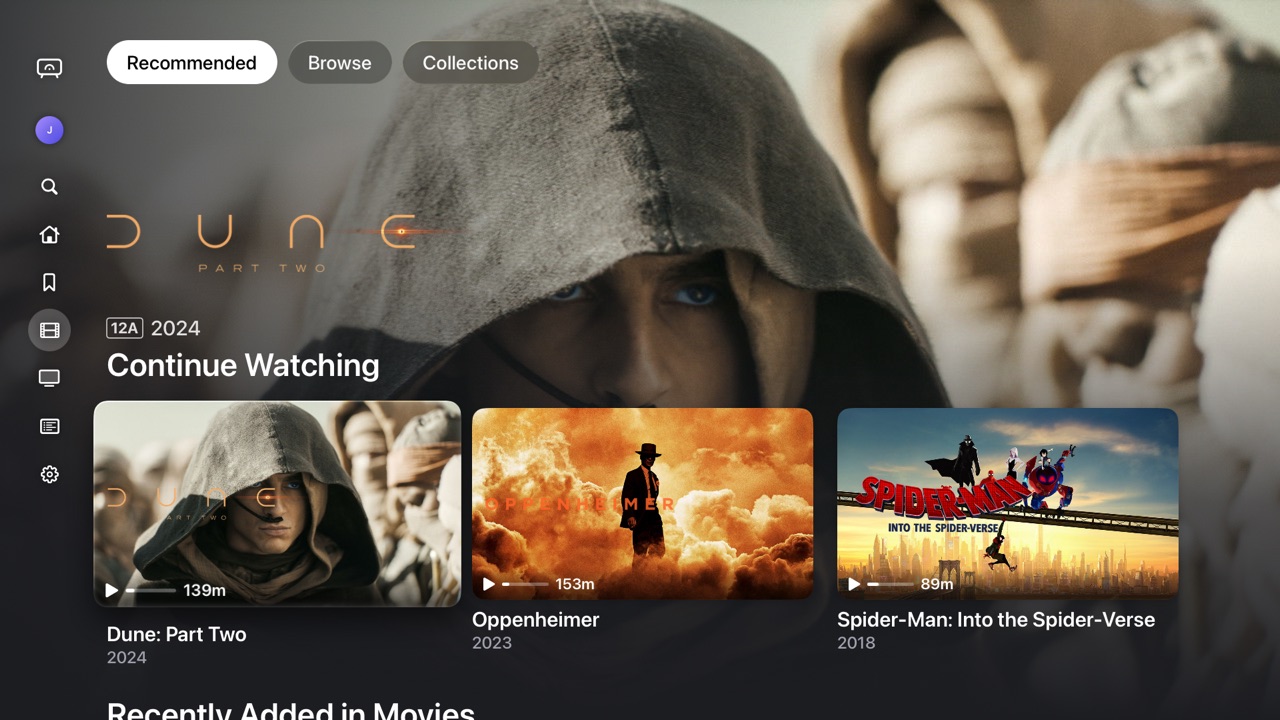 Recommended
Browse
Collections
J
DUNE
PART TWO
12A 2024
Continue Watching
DUNE
PART TWO
139m
OPPENHEIMER
153m
SPIDER-MAN
INTO THE SPIDER-VERSE
89m
Dune: Part Two
2024
Oppenheimer
2023
Spider-Man: Into the Spider-Verse
2018
Recently Added in Movies